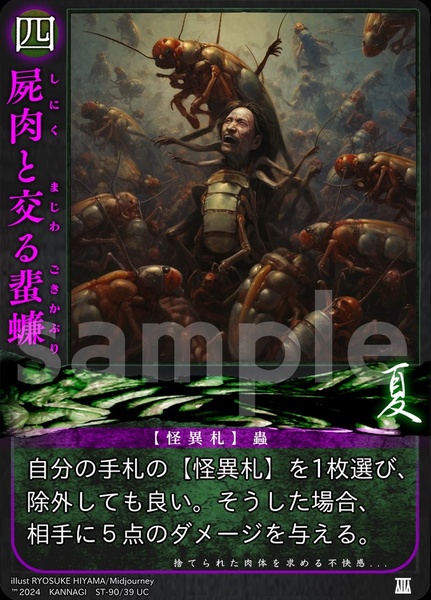 四
屍肉と交る蜚蠊
しにく まじわ ごきかぶり
sample
夏
【怪異札】 蟲
自分の手札の【怪異札】を1枚選び、
除外しても良い。そうした場合、
相手に５点のダメージを与える。
捨てられた肉体を求める不快感...
illust RYOSUKE HIYAMA/Midjourney
™2024 KANNAGI ST-90/39 UC